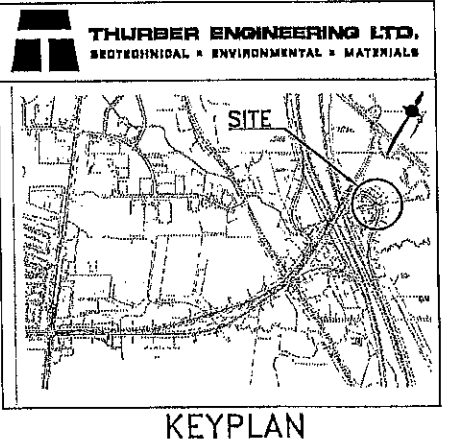 THURBER ENGINEERING LTD.
GEOTECHNICAL ▪ ENVIRONMENTAL ▪ MATERIALS
SITE
KEYPLAN